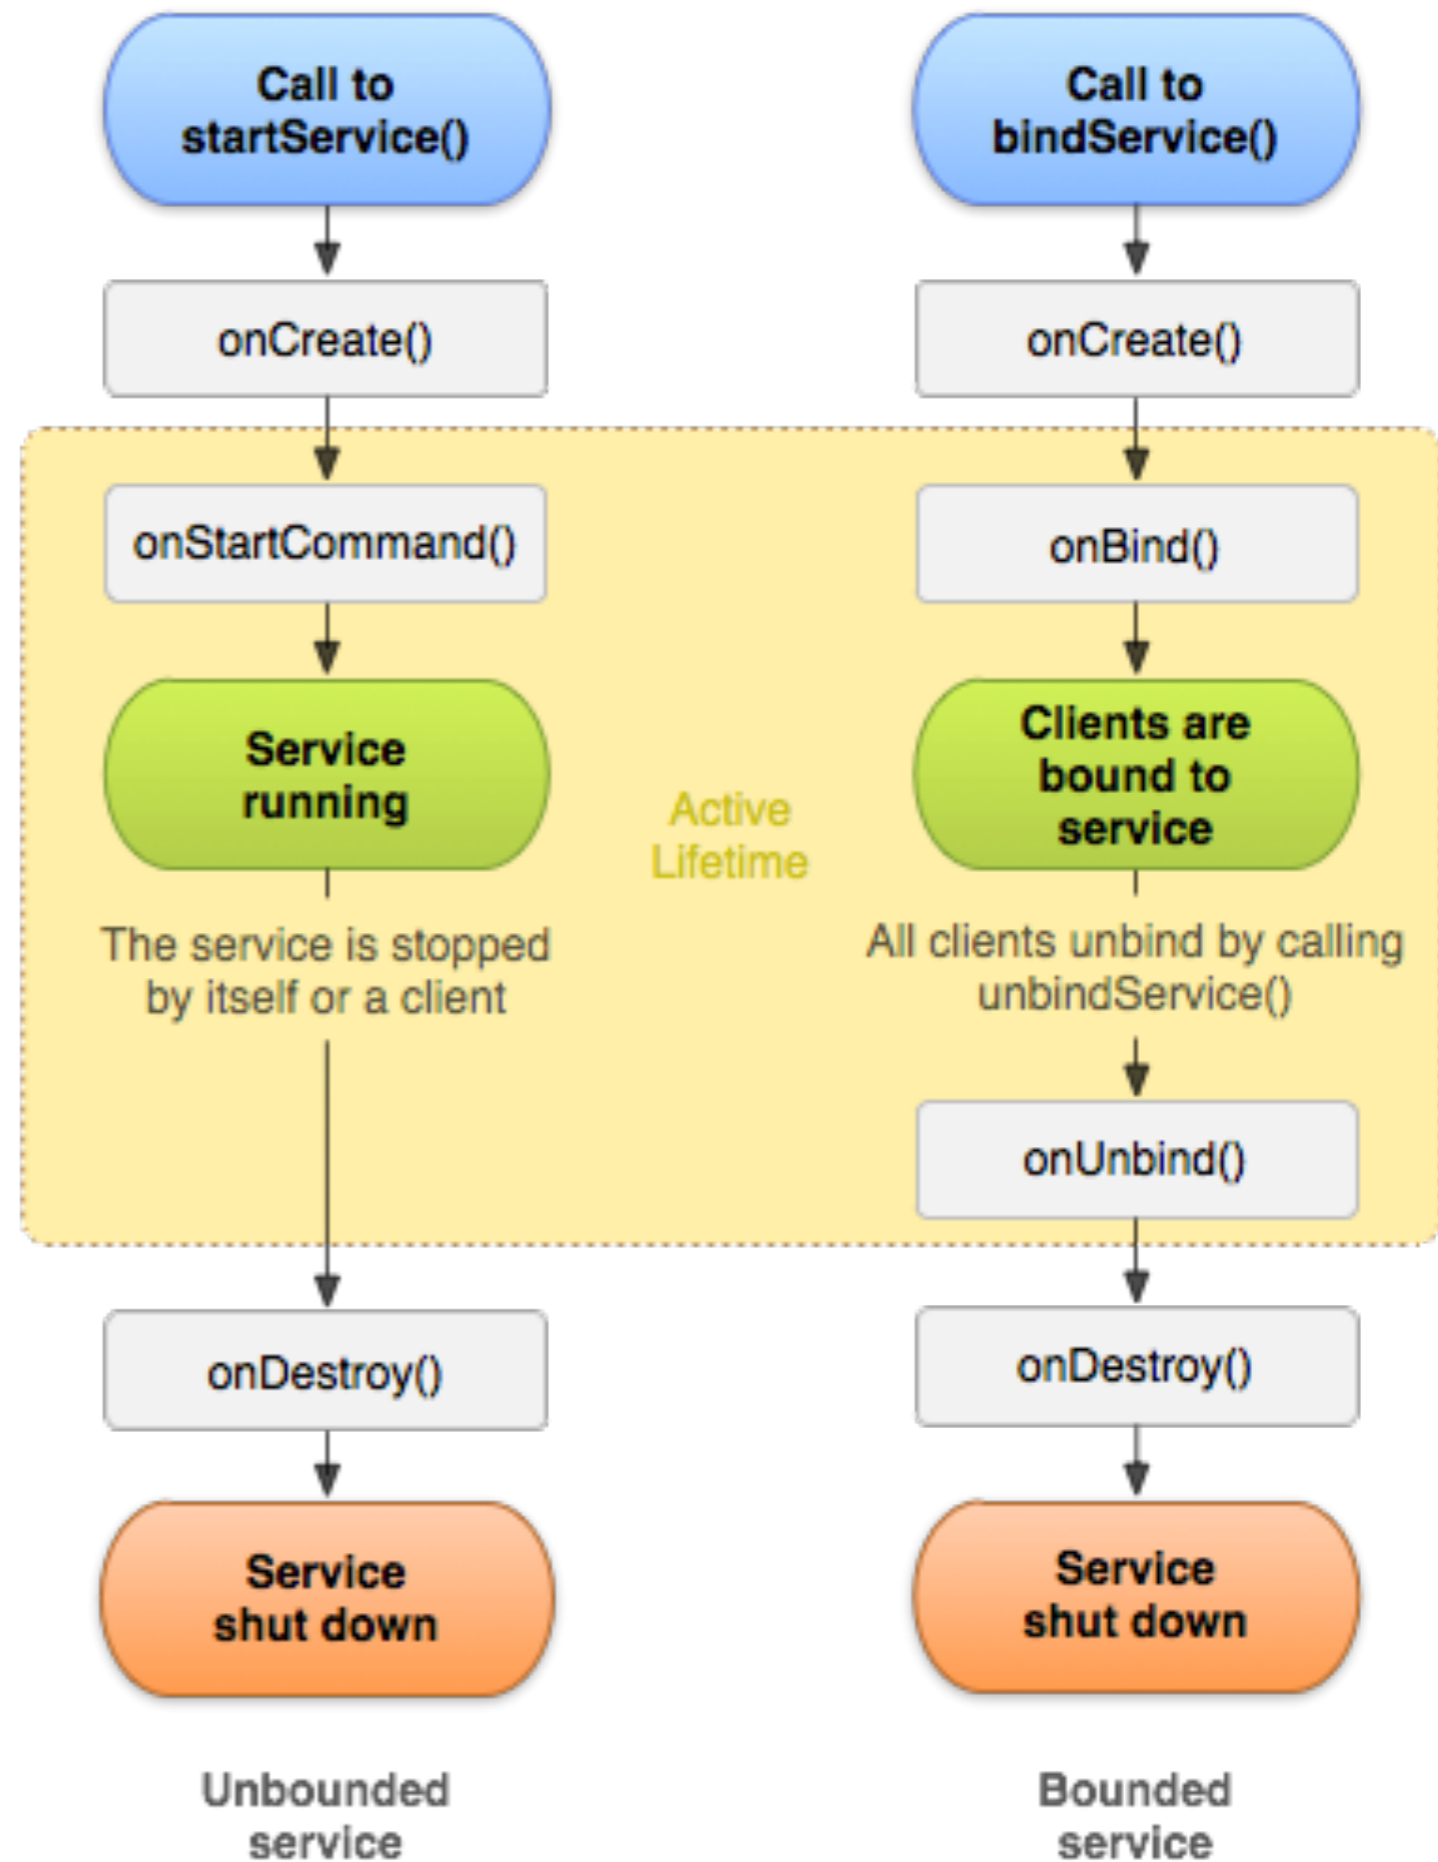 Call to
startService()
onCreate()
onStartCommand()
Service
running
The service is stopped
by itself or a client
onDestroy()
Service
shut down
Unbounded
service
Active
Lifetime
Call to
bindService()
onCreate()
onBind()
Clients are
bound to
service
All clients unbind by calling
unbindService()
onUnbind()
onDestroy()
Service
shut down
Bounded
service